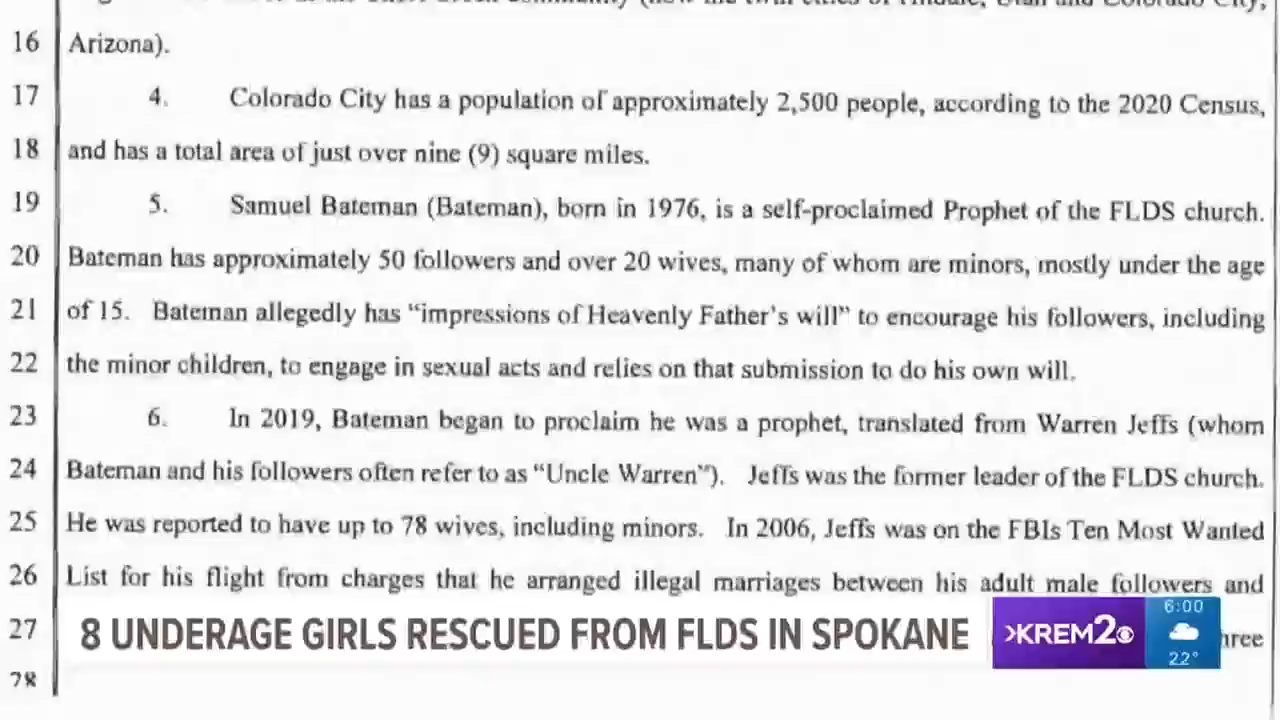 Arizona).
16
17 4. Colorado City has a population of approximately 2,500 people, according to the 2020 Census,
18 and has a total area of just over nine (9) square miles.
19 5. Samuel Bateman (Bateman), born in 1976, is a self-proclaimed Prophet of the FLDS church.
20 Bateman has approximately 50 followers and over 20 wives, many of whom are minors, mostly under the age
21 of 15. Bateman allegedly has “impressions of Heavenly Father’s will” to encourage his followers, including
22 the minor children, to engage in sexual acts and relies on that submission to do his own will.
23 6. In 2019, Bateman began to proclaim he was a prophet, translated from Warren Jeffs (whom
24 Bateman and his followers often refer to as “Uncle Warren”). Jeffs was the former leader of the FLDS church.
25 He was reported to have up to 78 wives, including minors. In 2006, Jeffs was on the FBIs Ten Most Wanted
26 List for his flight from charges that he arranged illegal marriages between his adult male followers and
27
8 UNDERAGE GIRLS RESCUED FROM FLDS IN SPOKANE
KREM2
6:00
22°
28